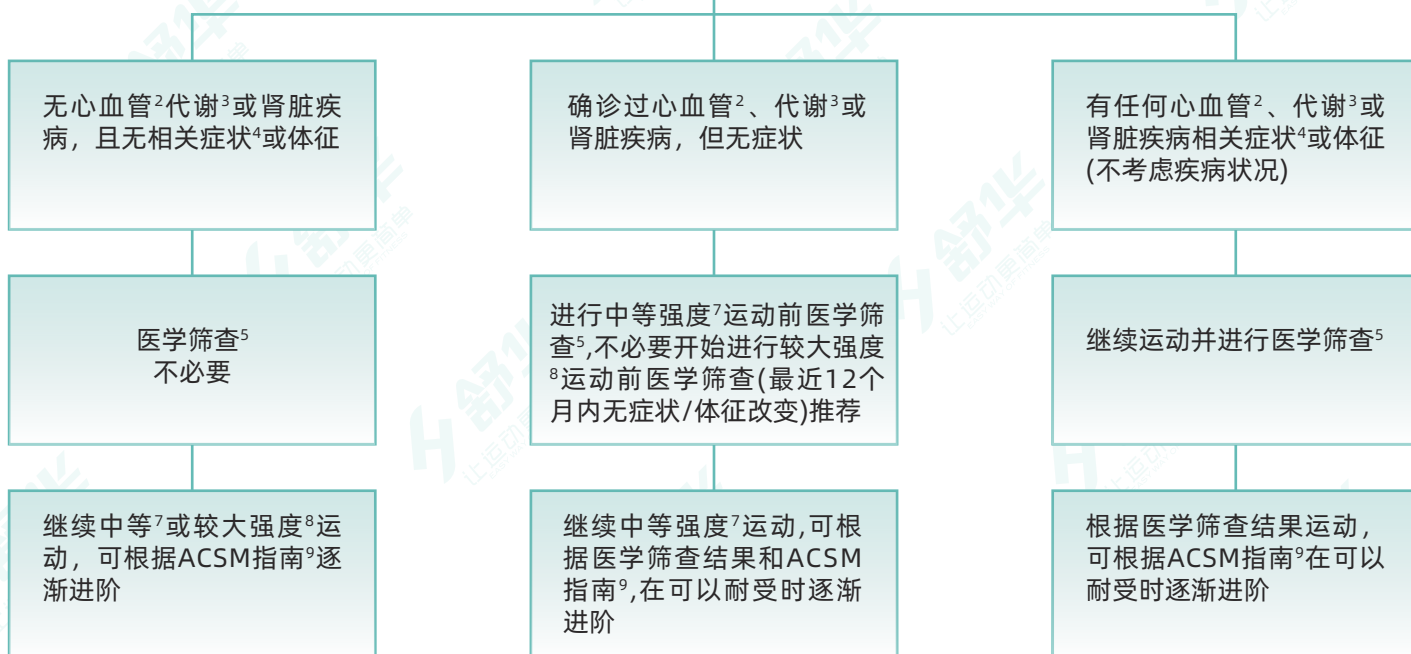 无心血管²代谢³或肾脏疾
病，且无相关症状⁴或体征
确诊过心血管²、代谢³或
肾脏疾病，但无症状
有任何心血管²、代谢³或
肾脏疾病相关症状⁴或体征
(不考虑疾病状况)
医学筛查⁵
不必要
进行中等强度⁷运动前医学筛
查⁵,不必要开始进行较大强度
⁸运动前医学筛查(最近12个
月内无症状/体征改变)推荐
继续运动并进行医学筛查⁵
继续中等⁷或较大强度⁸运
动，可根据ACSM指南⁹逐
渐进阶
继续中等强度⁷运动,可根
据医学筛查结果和ACSM
指南⁹,在可以耐受时逐渐
进阶
根据医学筛查结果运动，
可根据ACSM指南⁹在可以
耐受时逐渐进阶
舒华
让运动更简单